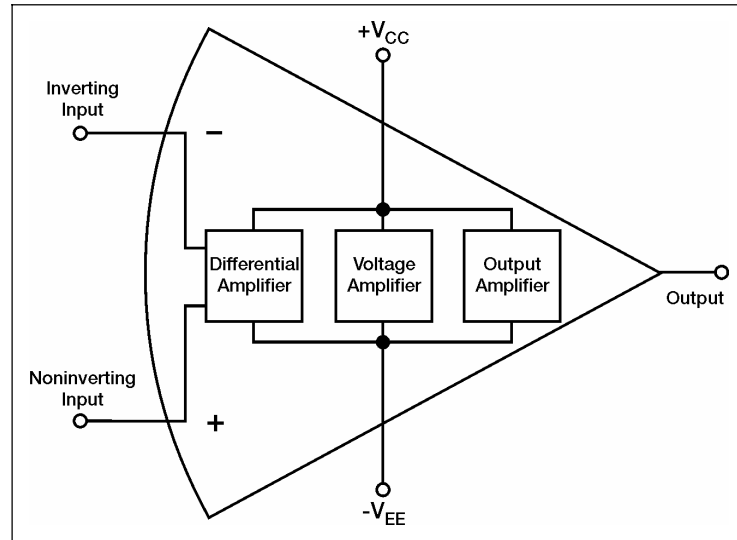 +VCC
Inverting
Input
−
Differential
Amplifier
Voltage
Amplifier
Output
Amplifier
Output
Noninverting
Input
+
-VEE